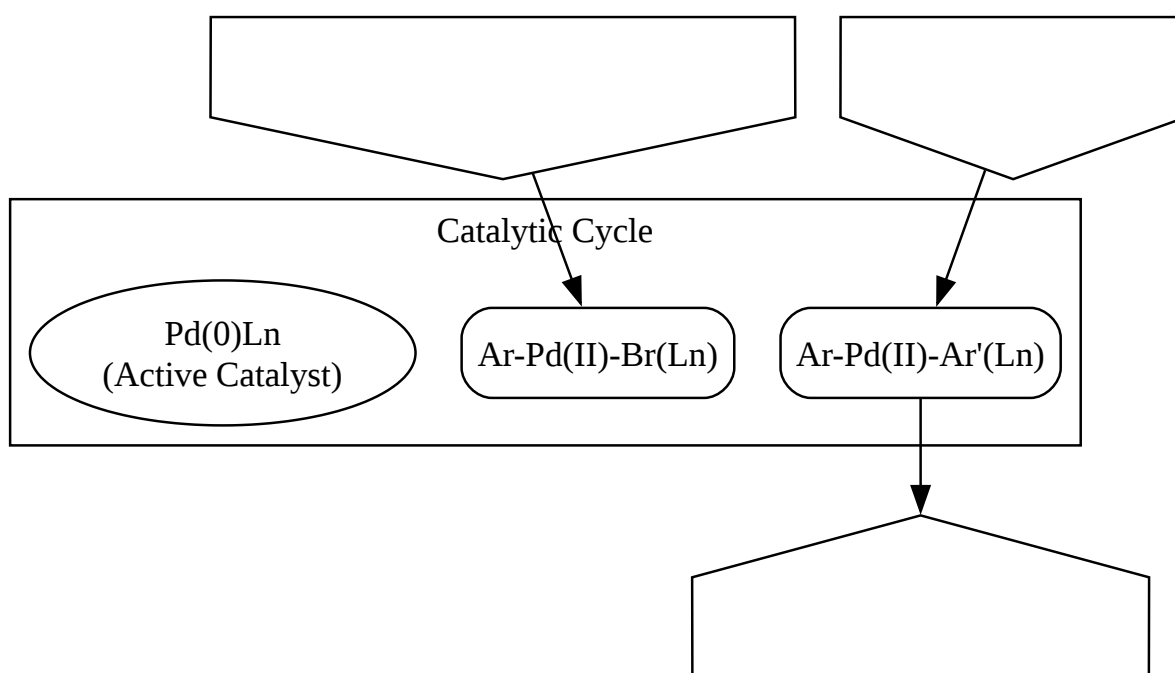 Catalytic Cycle
Pd(0)Ln
(Active Catalyst)
Ar-Pd(II)-Br(Ln)
Ar-Pd(II)-Ar'(Ln)